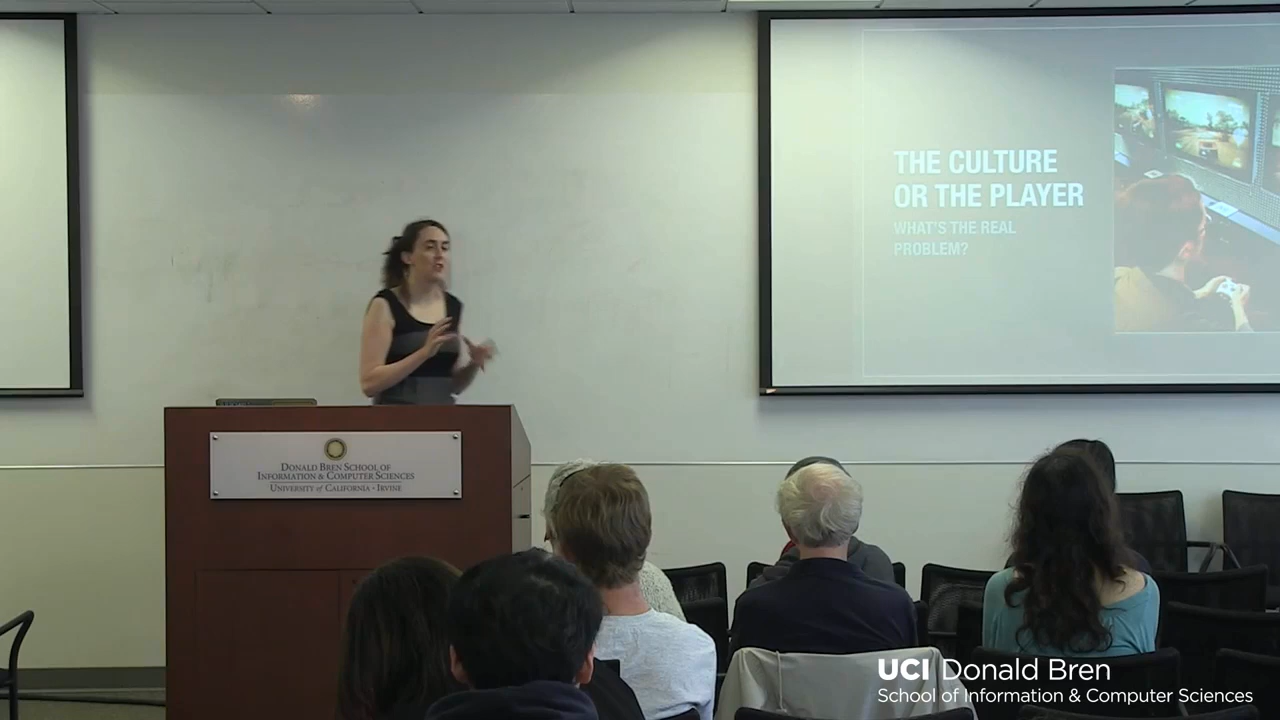 THE CULTURE
OR THE PLAYER
WHAT'S THE REAL
PROBLEM?
DONALD BREN SCHOOL OF
INFORMATION & COMPUTER SCIENCES
UNIVERSITY of CALIFORNIA • IRVINE
UCI Donald Bren
School of Information & Computer Sciences